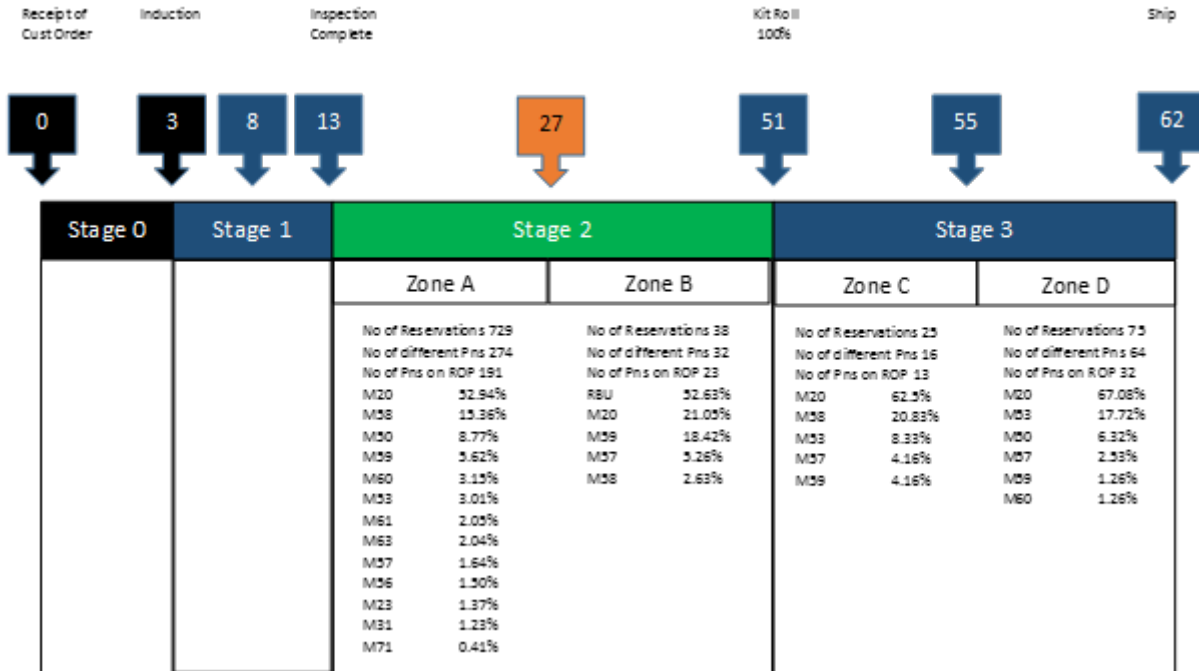 Receipt of
Cust Order
Induction
Inspection
Complete
Kit Roll
100%
Ship
0
3
8
13
27
51
55
62
Stage 0
Stage 1
Stage 2
Stage 3
Zone A
Zone B
Zone C
Zone D
No of Reservations 729
No of different Pns 274
No of Pns on ROP 191
M20 52.94%
M58 15.36%
M50 8.77%
M59 5.62%
M60 3.15%
M53 3.01%
M61 2.05%
M63 2.04%
M57 1.64%
M56 1.50%
M23 1.37%
M31 1.23%
M71 0.41%
No of Reservations 38
No of different Pns 32
No of Pns on ROP 23
RBU 52.63%
M20 21.05%
M59 18.42%
M57 5.26%
M58 2.63%
No of Reservations 25
No of different Pns 16
No of Pns on ROP 13
M20 62.5%
M58 20.83%
M53 8.33%
M57 4.16%
M59 4.16%
No of Reservations 75
No of different Pns 64
No of Pns on ROP 32
M20 67.08%
M53 17.72%
M50 6.32%
M57 2.53%
M59 1.26%
M60 1.26%